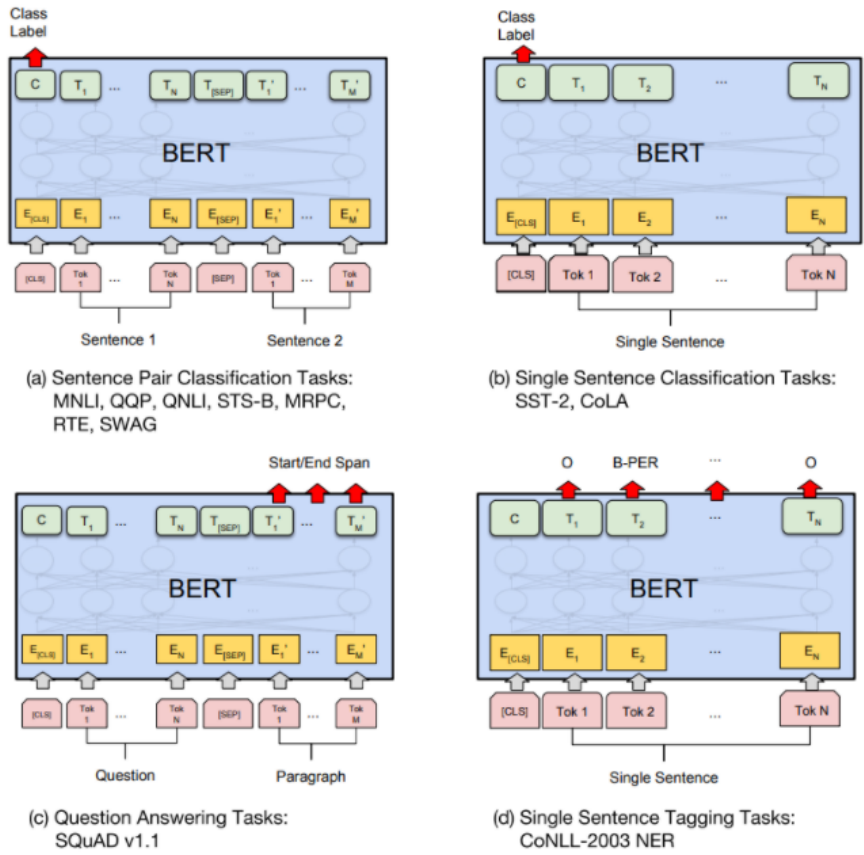 Class
Label
C T1 ... TN T[SEP] T1' ... TM'
BERT
E[CLS] E1 ... EN E[SEP] E1' ... EM'
[CLS] Tok 1 ... Tok N [SEP] Tok 1 ... Tok M
Sentence 1 Sentence 2
(a) Sentence Pair Classification Tasks:
MNLI, QQP, QNLI, STS-B, MRPC,
RTE, SWAG
Class
Label
C T1 T2 ... TN
BERT
E[CLS] E1 E2 ... EN
[CLS] Tok 1 Tok 2 ... Tok N
Single Sentence
(b) Single Sentence Classification Tasks:
SST-2, CoLA
Start/End Span
C T1 ... TN T[SEP] T1' ... TM'
BERT
E[CLS] E1 ... EN E[SEP] E1' ... EM'
[CLS] Tok 1 ... Tok N [SEP] Tok 1 ... Tok M
Question Paragraph
(c) Question Answering Tasks:
SQuAD v1.1
O B-PER ... O
C T1 T2 ... TN
BERT
E[CLS] E1 E2 ... EN
[CLS] Tok 1 Tok 2 ... Tok N
Single Sentence
(d) Single Sentence Tagging Tasks:
CoNLL-2003 NER